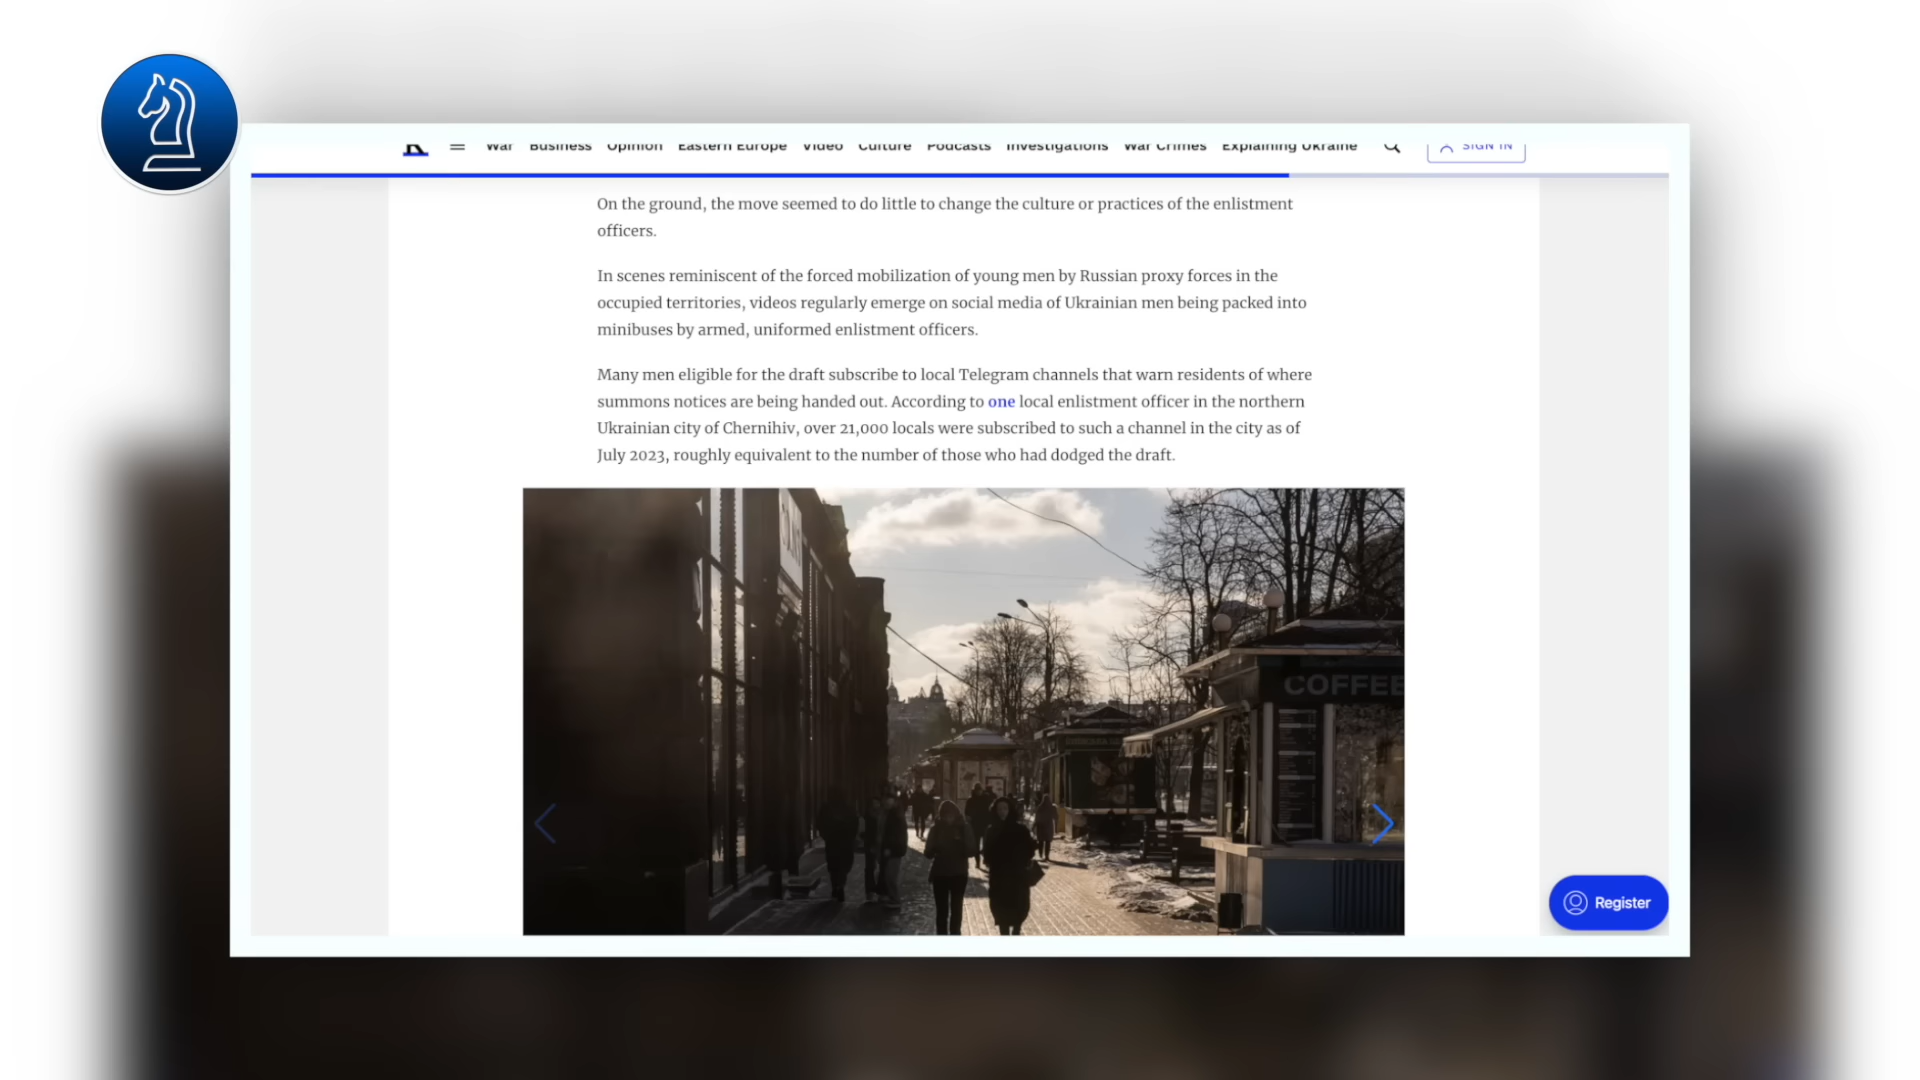 War Business Opinion Eastern Europe Video Culture Podcasts Investigations War Crimes Explaining Ukraine SIGN IN
On the ground, the move seemed to do little to change the culture or practices of the enlistment
officers.
In scenes reminiscent of the forced mobilization of young men by Russian proxy forces in the
occupied territories, videos regularly emerge on social media of Ukrainian men being packed into
minibuses by armed, uniformed enlistment officers.
Many men eligible for the draft subscribe to local Telegram channels that warn residents of where
summons notices are being handed out. According to one local enlistment officer in the northern
Ukrainian city of Chernihiv, over 21,000 locals were subscribed to such a channel in the city as of
July 2023, roughly equivalent to the number of those who had dodged the draft.
COFFEE
Register